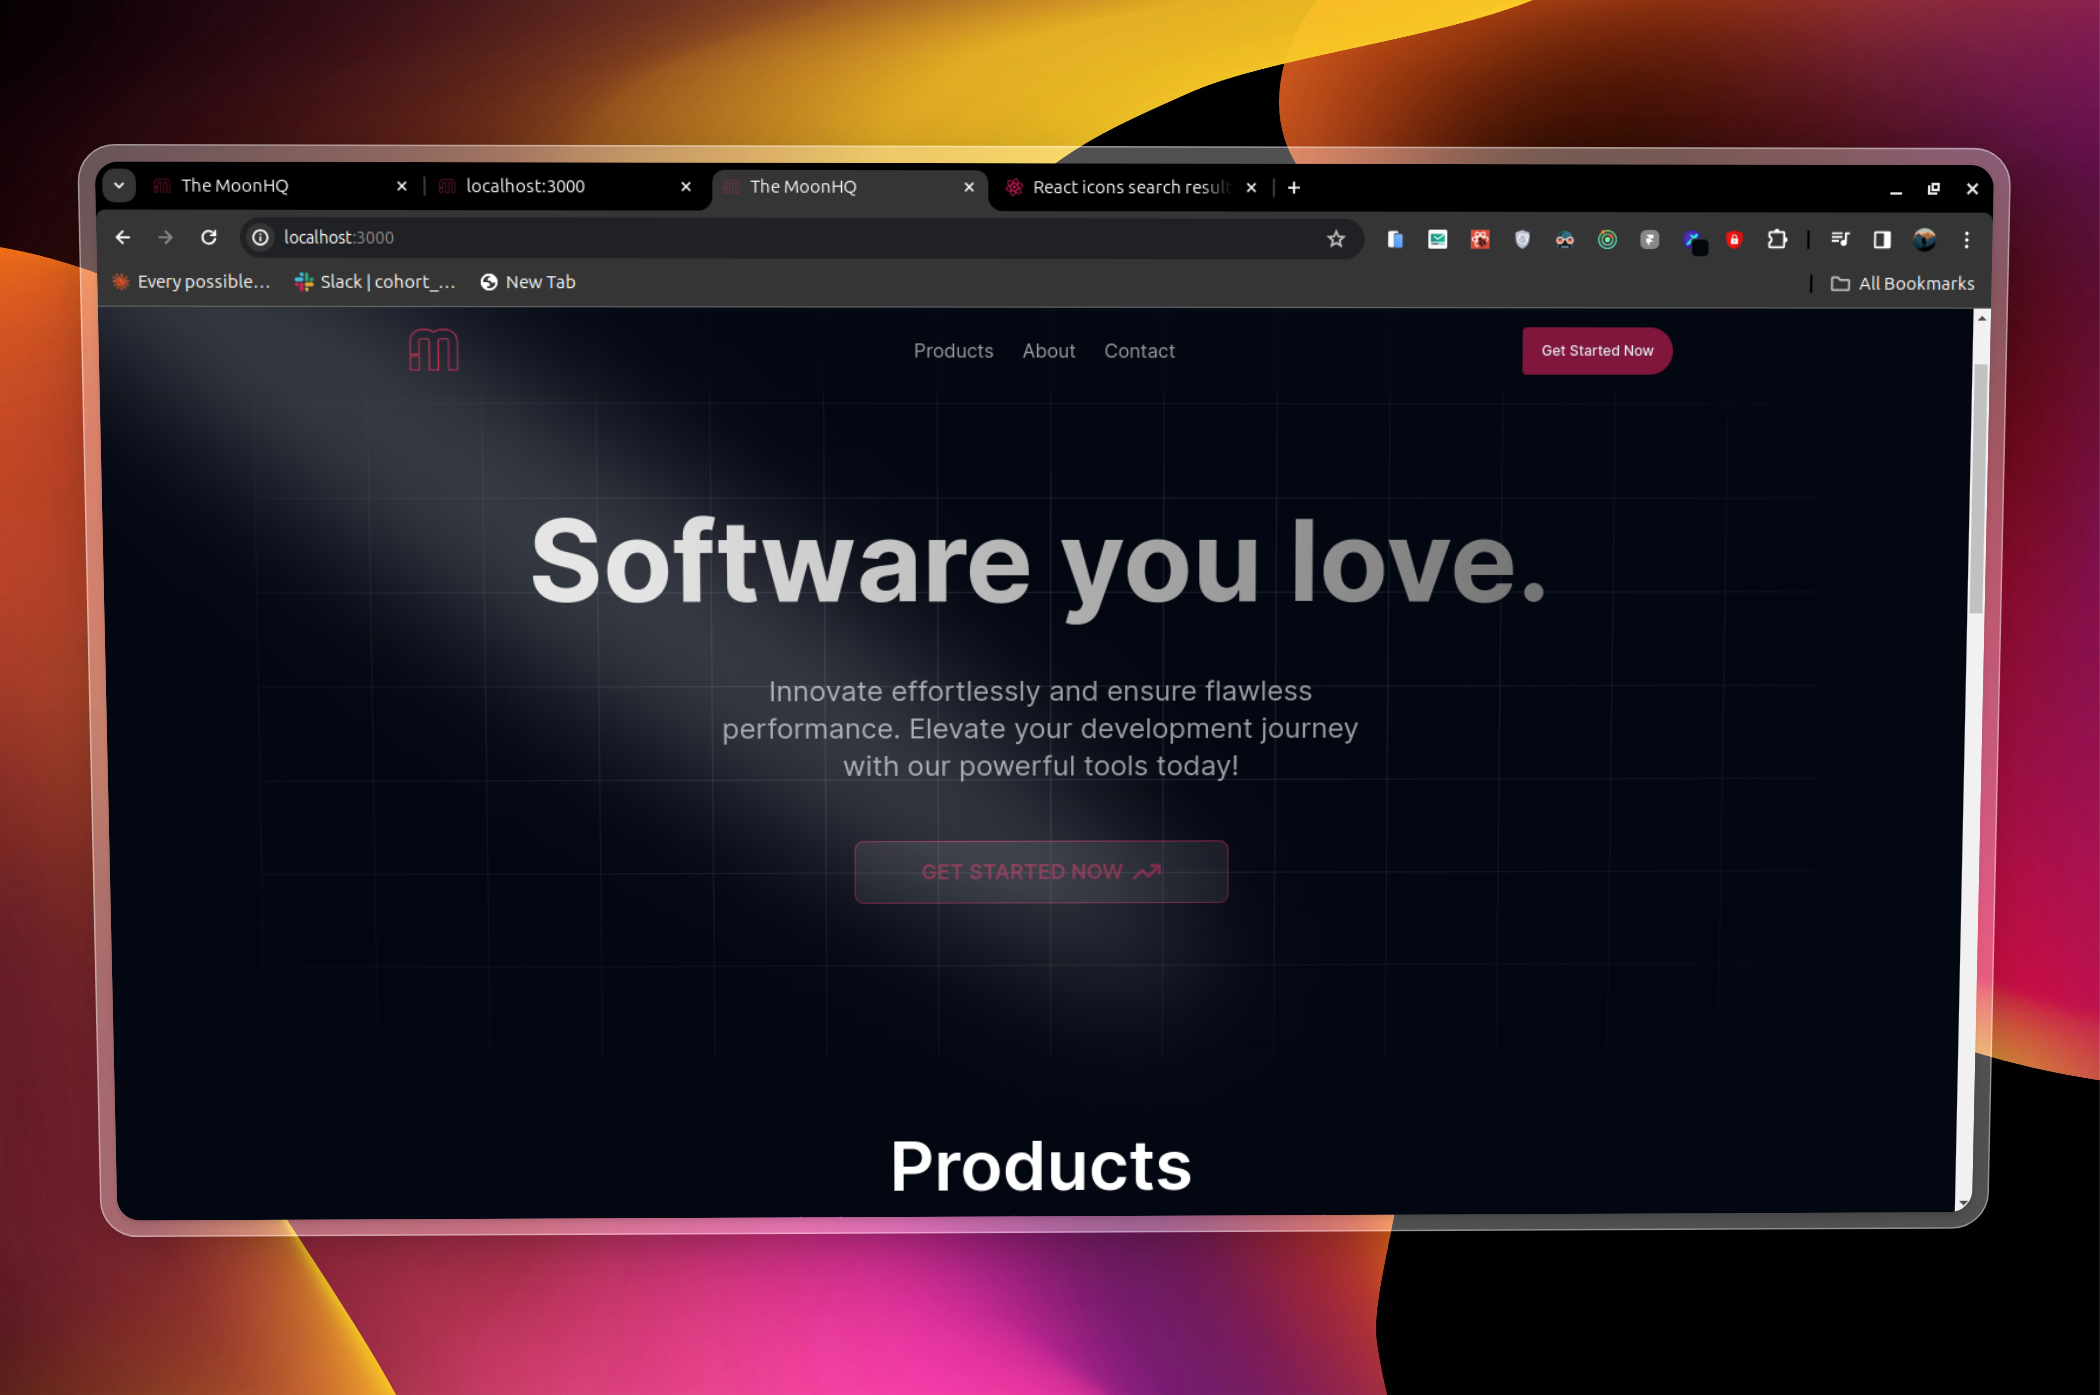 The MoonHQ
localhost:3000
The MoonHQ
React icons search result
localhost:3000
Every possible...
Slack | cohort_...
New Tab
All Bookmarks
Products
About
Contact
Get Started Now
Software you love.
Innovate effortlessly and ensure flawless
performance. Elevate your development journey
with our powerful tools today!
GET STARTED NOW
Products